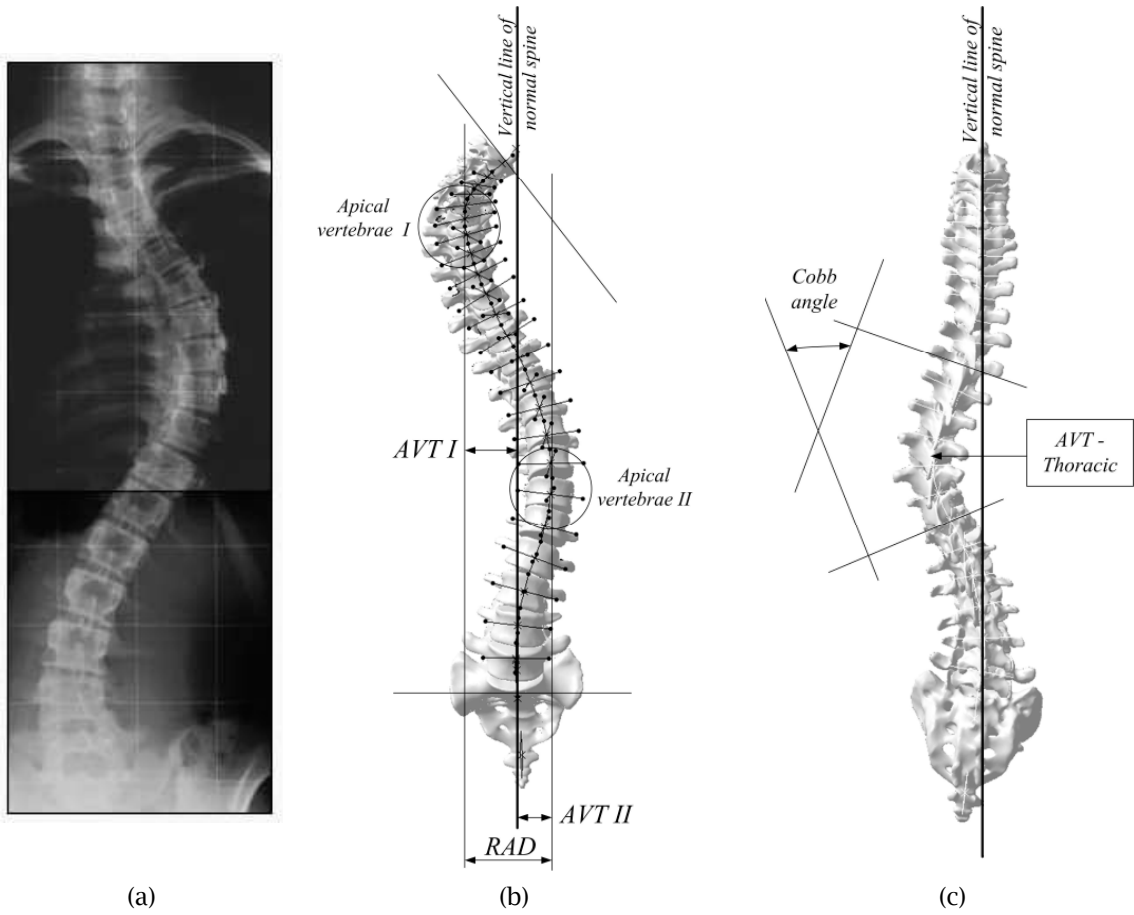 Vertical line of
normal spine
Apical
vertebrae I
AVT I
Apical
vertebrae II
AVT II
RAD
Vertical line of
normal spine
Cobb
angle
AVT -
Thoracic
(a)
(b)
(c)